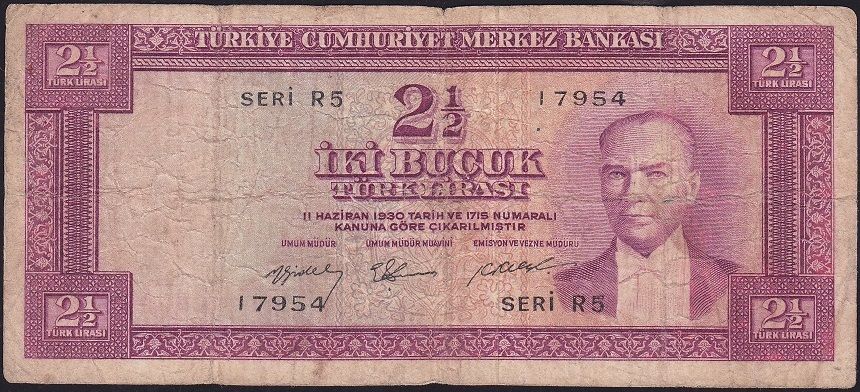 2½ TÜRKİYE CUMHURİYET MERKEZ BANKASI 2½
TÜRK LİRASI TÜRK LİRASI
SERİ R5 2½ 17954
İKİ BUÇUK
TÜRK LİRASI
11 HAZİRAN 1930 TARİH VE 1715 NUMARALI
KANUNA GÖRE ÇIKARILMIŞTIR
UMUM MÜDÜR UMUM MÜDÜR MUAVİNİ EMİSYON VE VEZNE MÜDÜRÜ
17954 SERİ R5
2½ 2½
TÜRK LİRASI TÜRK LİRASI